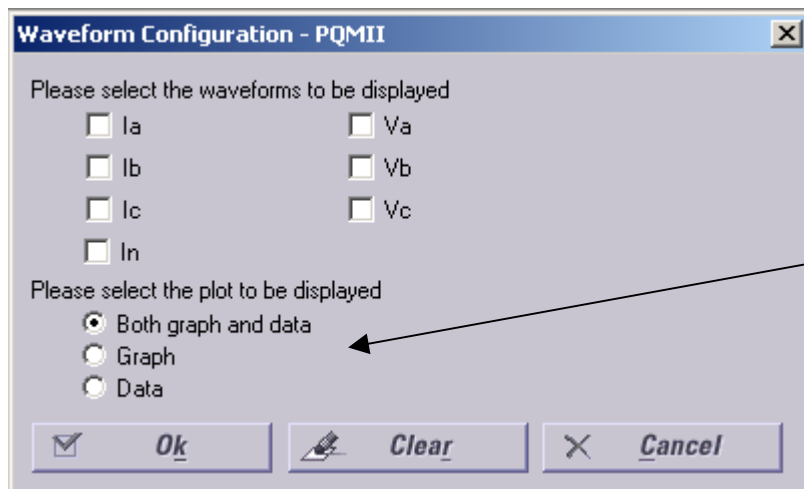 Waveform Configuration - PQMII
Please select the waveforms to be displayed
Ia Va
Ib Vb
Ic Vc
In
Please select the plot to be displayed
Both graph and data
Graph
Data
Ok Clear Cancel